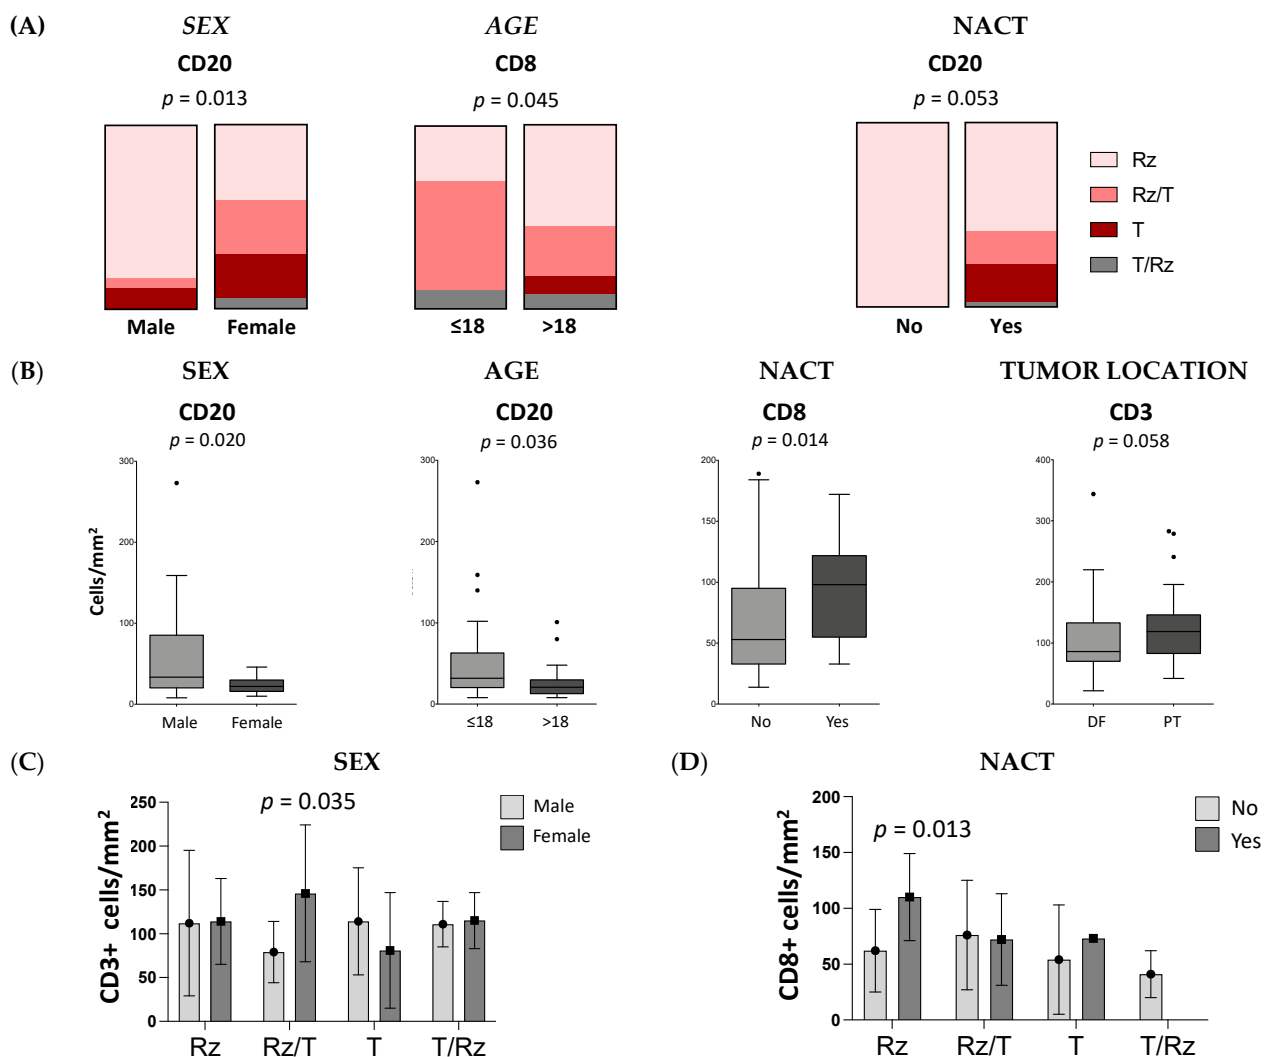 (A)
SEX
AGE
NACT
CD20
CD8
CD20
p = 0.013
p = 0.045
p = 0.053
Rz
Rz/T
T
T/Rz
Male
Female
≤18
>18
No
Yes
(B)
SEX
AGE
NACT
TUMOR LOCATION
CD20
CD20
CD8
CD3
p = 0.020
p = 0.036
p = 0.014
p = 0.058
Cells/mm²
300
200
100
0
Male
Female
300
200
100
0
≤18
>18
200
150
100
50
0
No
Yes
400
300
200
100
0
DF
PT
(C)
SEX
p = 0.035
Male
Female
CD3+ cells/mm²
250
200
150
100
50
0
Rz
Rz/T
T
T/Rz
(D)
NACT
p = 0.013
No
Yes
CD8+ cells/mm²
200
150
100
50
0
Rz
Rz/T
T
T/Rz